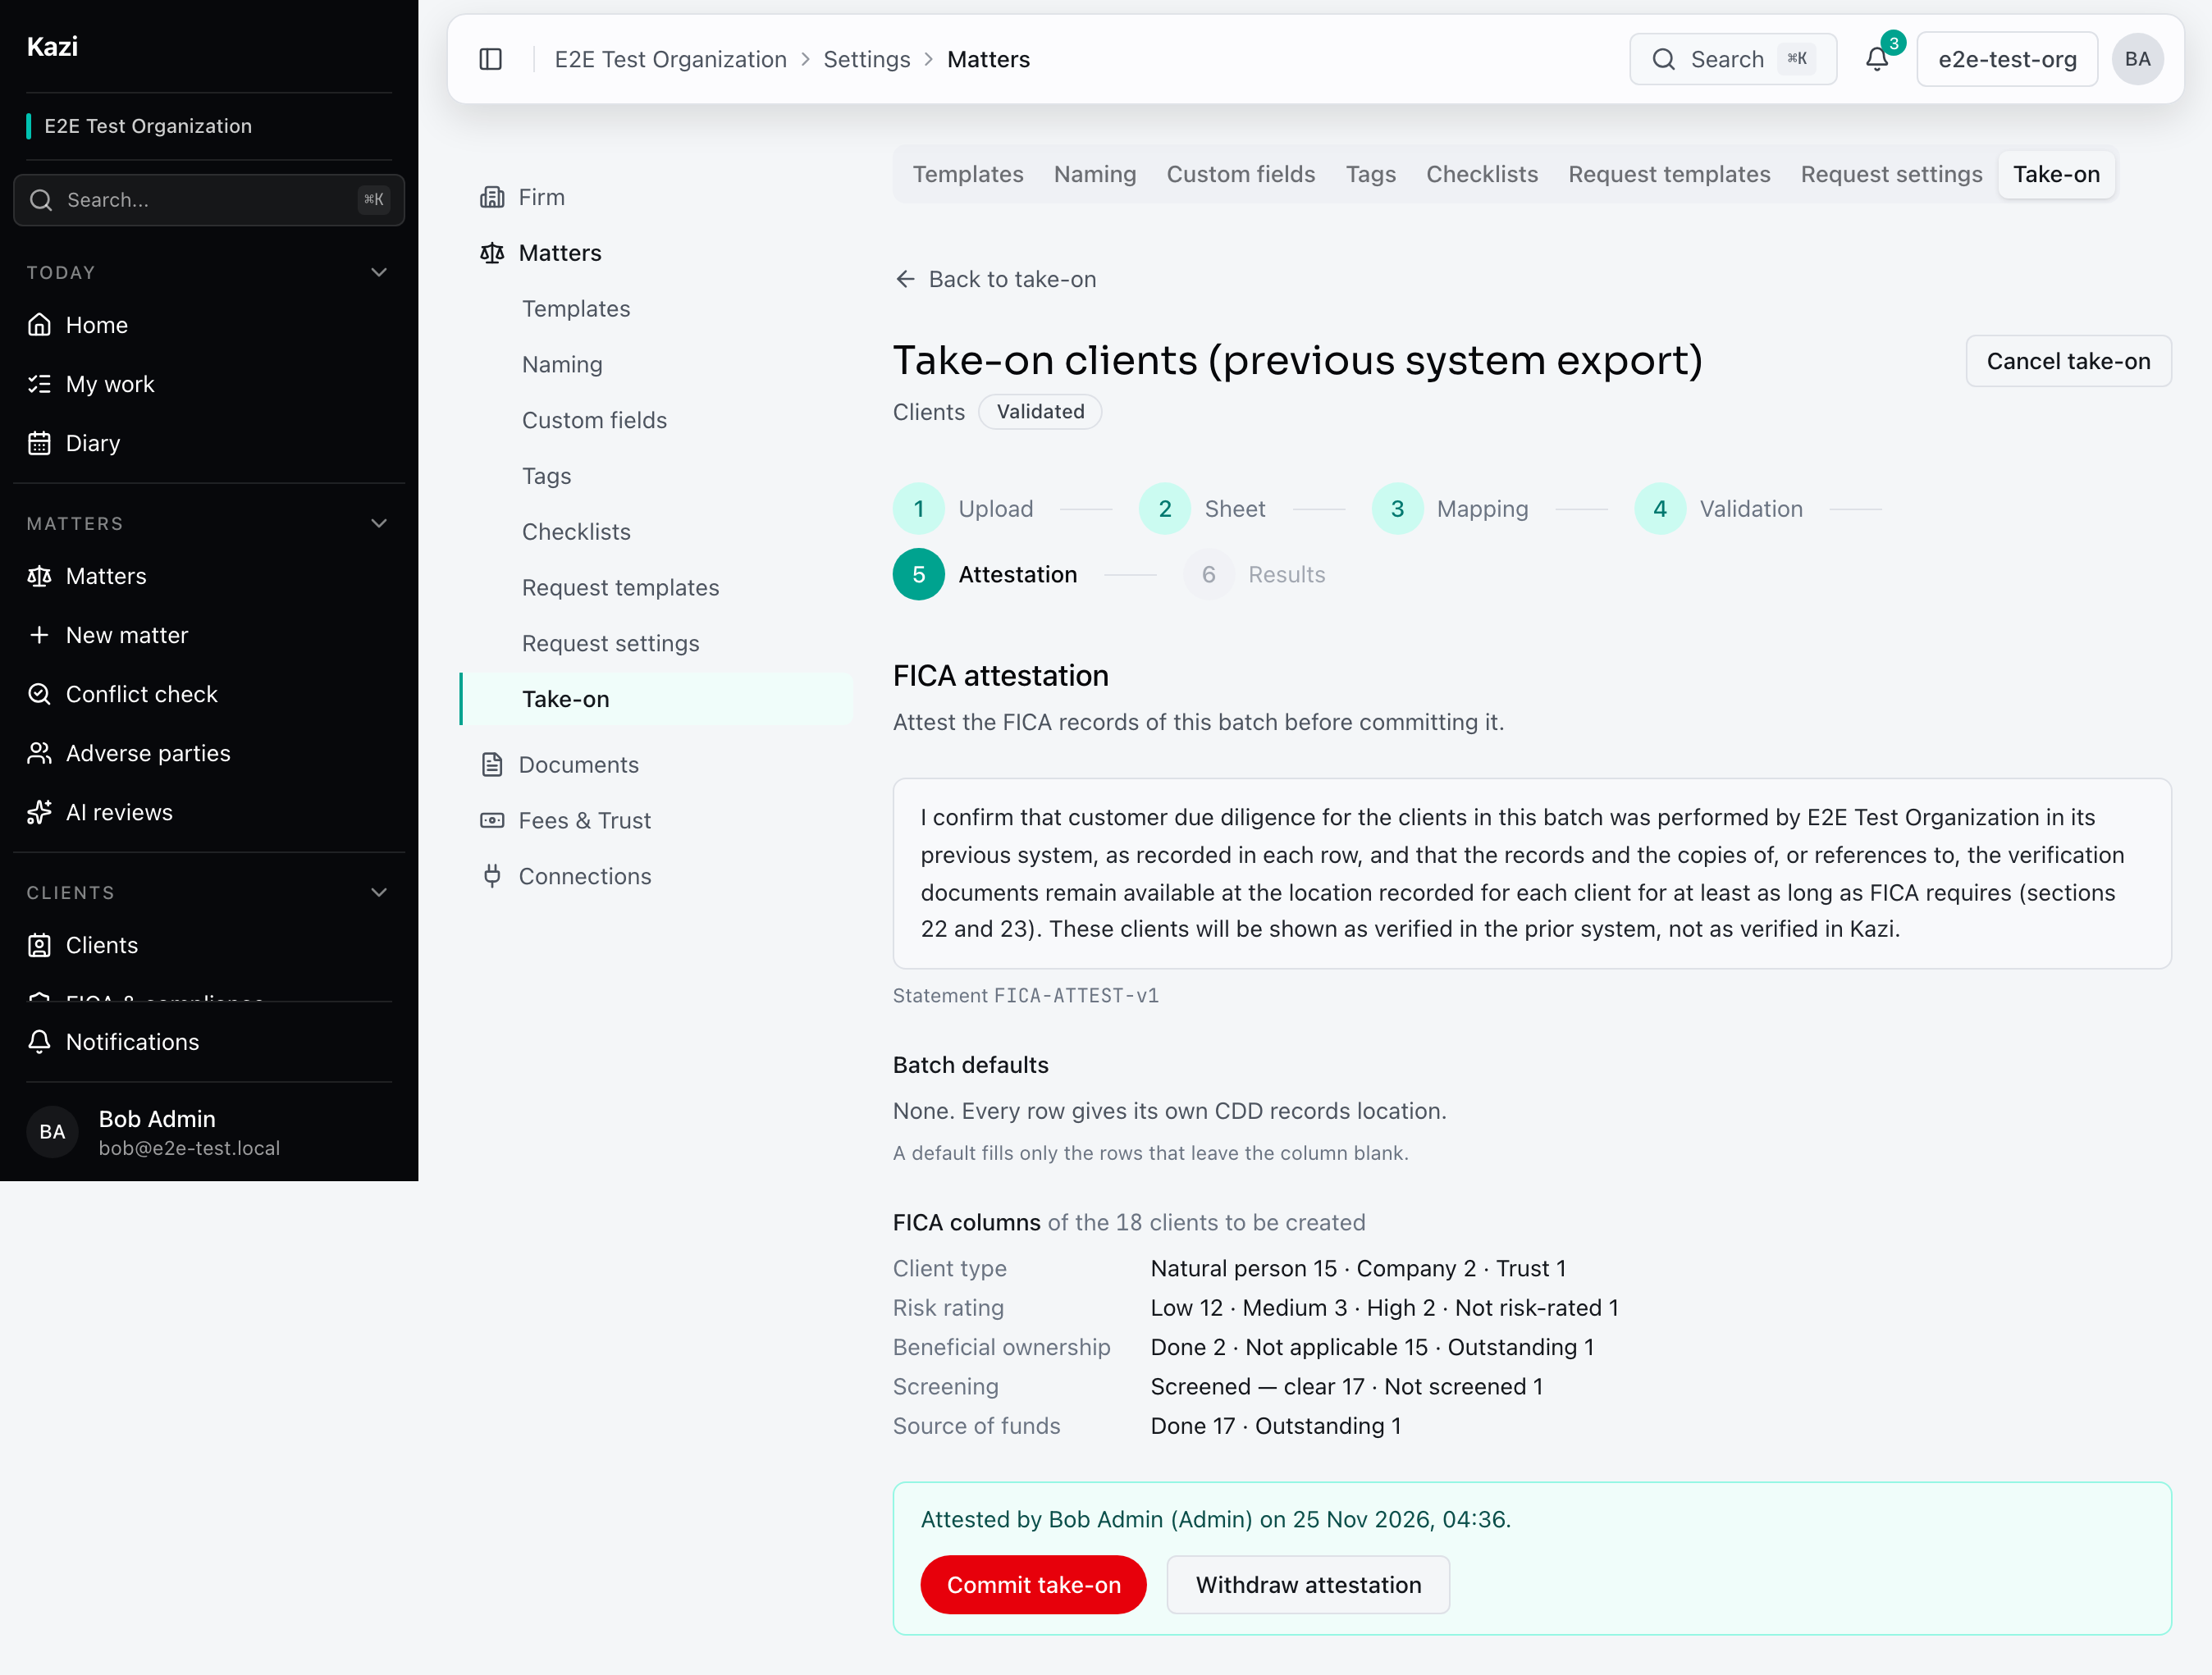 Kazi
E2E Test Organization
Search... ⌘K
TODAY
Home
My work
Diary
MATTERS
Matters
New matter
Conflict check
Adverse parties
AI reviews
CLIENTS
Clients
FICA & compliance
Notifications
BA
Bob Admin
bob@e2e-test.local
E2E Test Organization > Settings > Matters
Search ⌘K
3
e2e-test-org
BA
Firm
Matters
Templates
Naming
Custom fields
Tags
Checklists
Request templates
Request settings
Take-on
Documents
Fees & Trust
Connections
Templates Naming Custom fields Tags Checklists Request templates Request settings Take-on
← Back to take-on
Take-on clients (previous system export)
Cancel take-on
Clients Validated
1 Upload 2 Sheet 3 Mapping 4 Validation
5 Attestation 6 Results
FICA attestation
Attest the FICA records of this batch before committing it.
I confirm that customer due diligence for the clients in this batch was performed by E2E Test Organization in its
previous system, as recorded in each row, and that the records and the copies of, or references to, the verification
documents remain available at the location recorded for each client for at least as long as FICA requires (sections
22 and 23). These clients will be shown as verified in the prior system, not as verified in Kazi.
Statement FICA-ATTEST-v1
Batch defaults
None. Every row gives its own CDD records location.
A default fills only the rows that leave the column blank.
FICA columns of the 18 clients to be created
Client type Natural person 15 · Company 2 · Trust 1
Risk rating Low 12 · Medium 3 · High 2 · Not risk-rated 1
Beneficial ownership Done 2 · Not applicable 15 · Outstanding 1
Screening Screened — clear 17 · Not screened 1
Source of funds Done 17 · Outstanding 1
Attested by Bob Admin (Admin) on 25 Nov 2026, 04:36.
Commit take-on Withdraw attestation